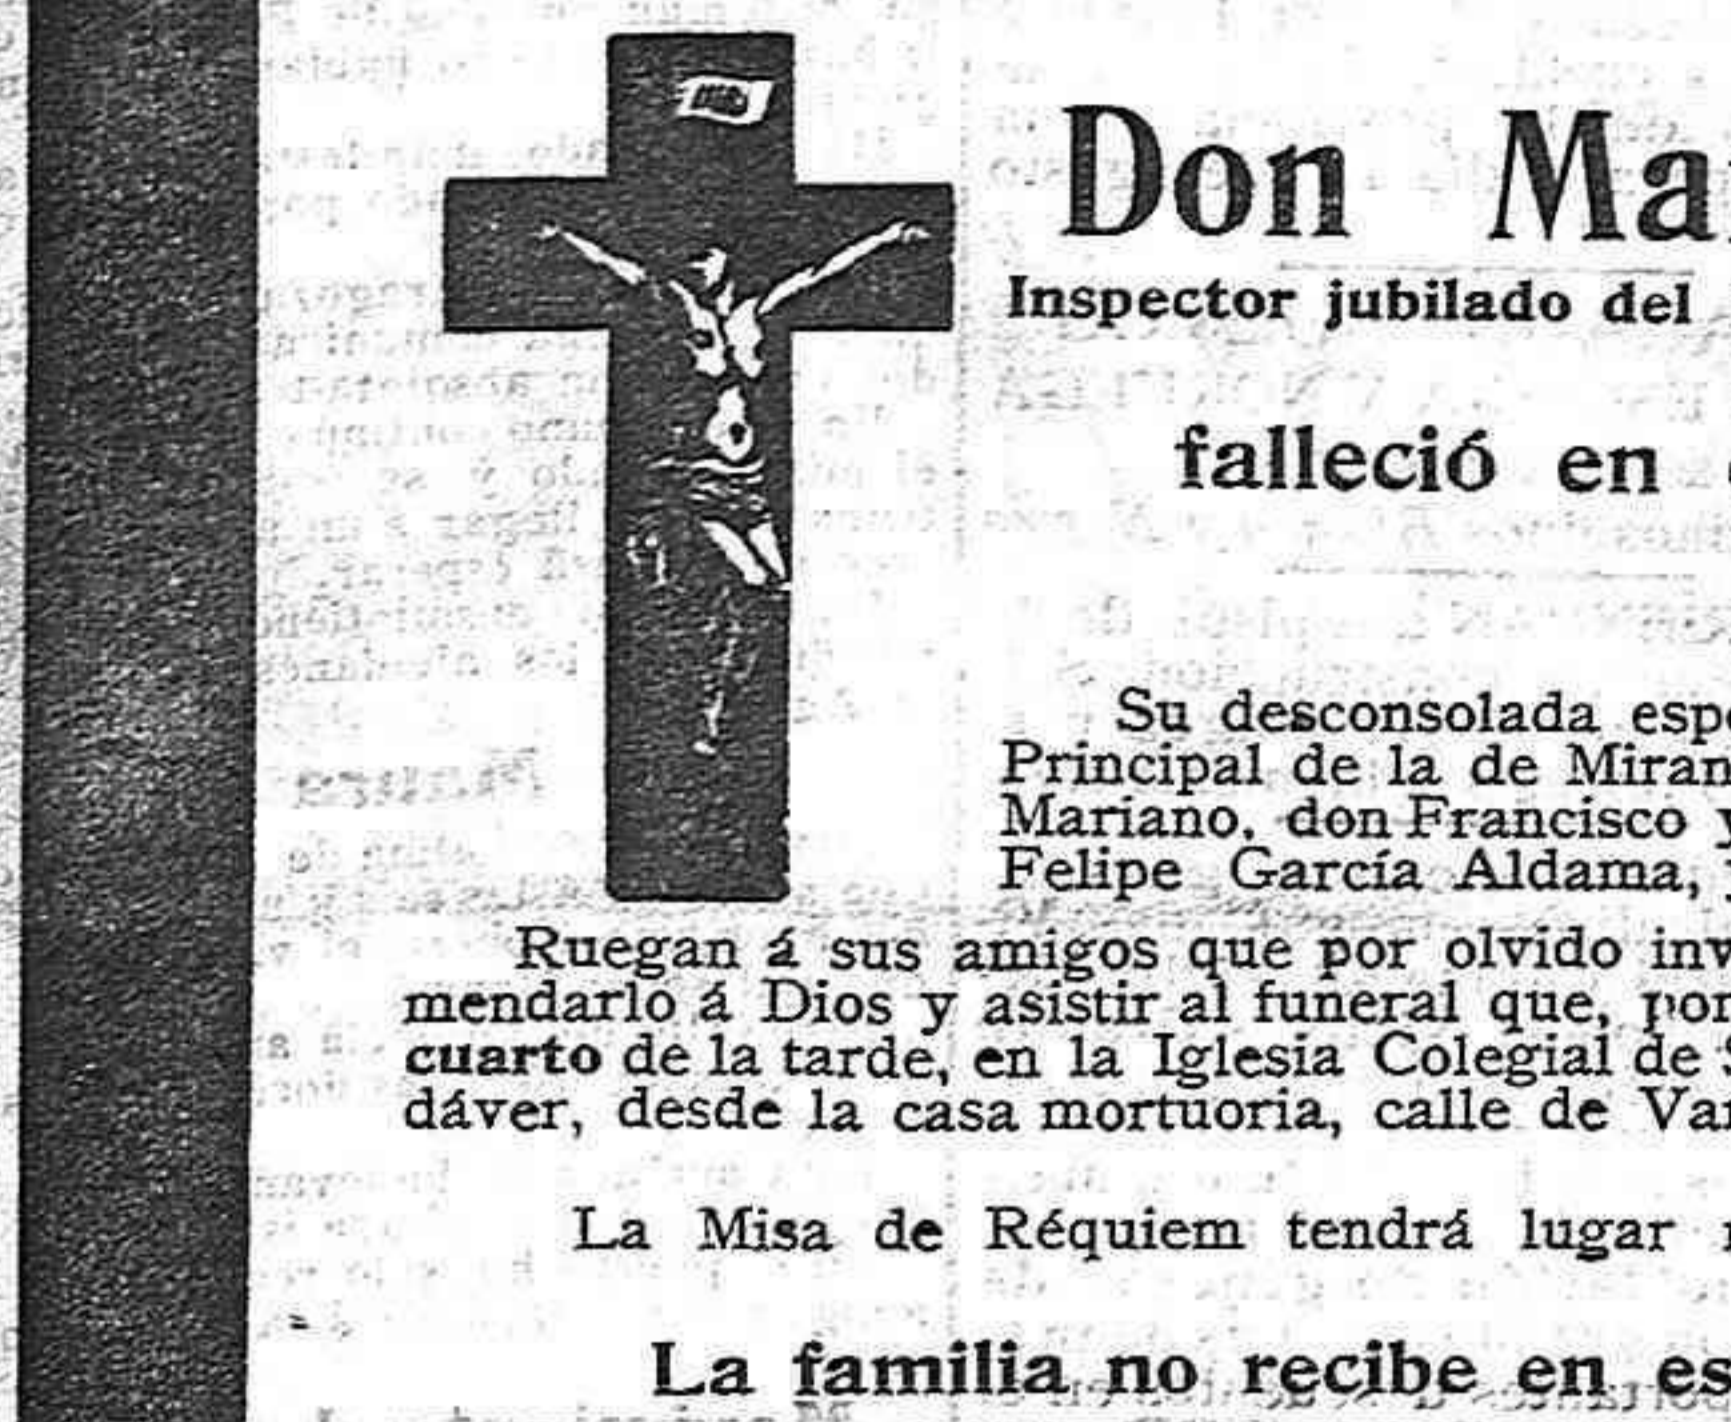 Don Ma
Inspector jubilado del
falleció en
Su desconsolada esp
Principal de la de Miran
Mariano, don Francisco y
Felipe García Aldama,
Ruegan á sus amigos que por olvido inv
mendarlo á Dios y asistir al funeral que, por
cuarto de la tarde, en la Iglesia Colegial de S
dáver, desde la casa mortuoria, calle de Va
La Misa de Réquiem tendrá lugar
La familia no recibe en es